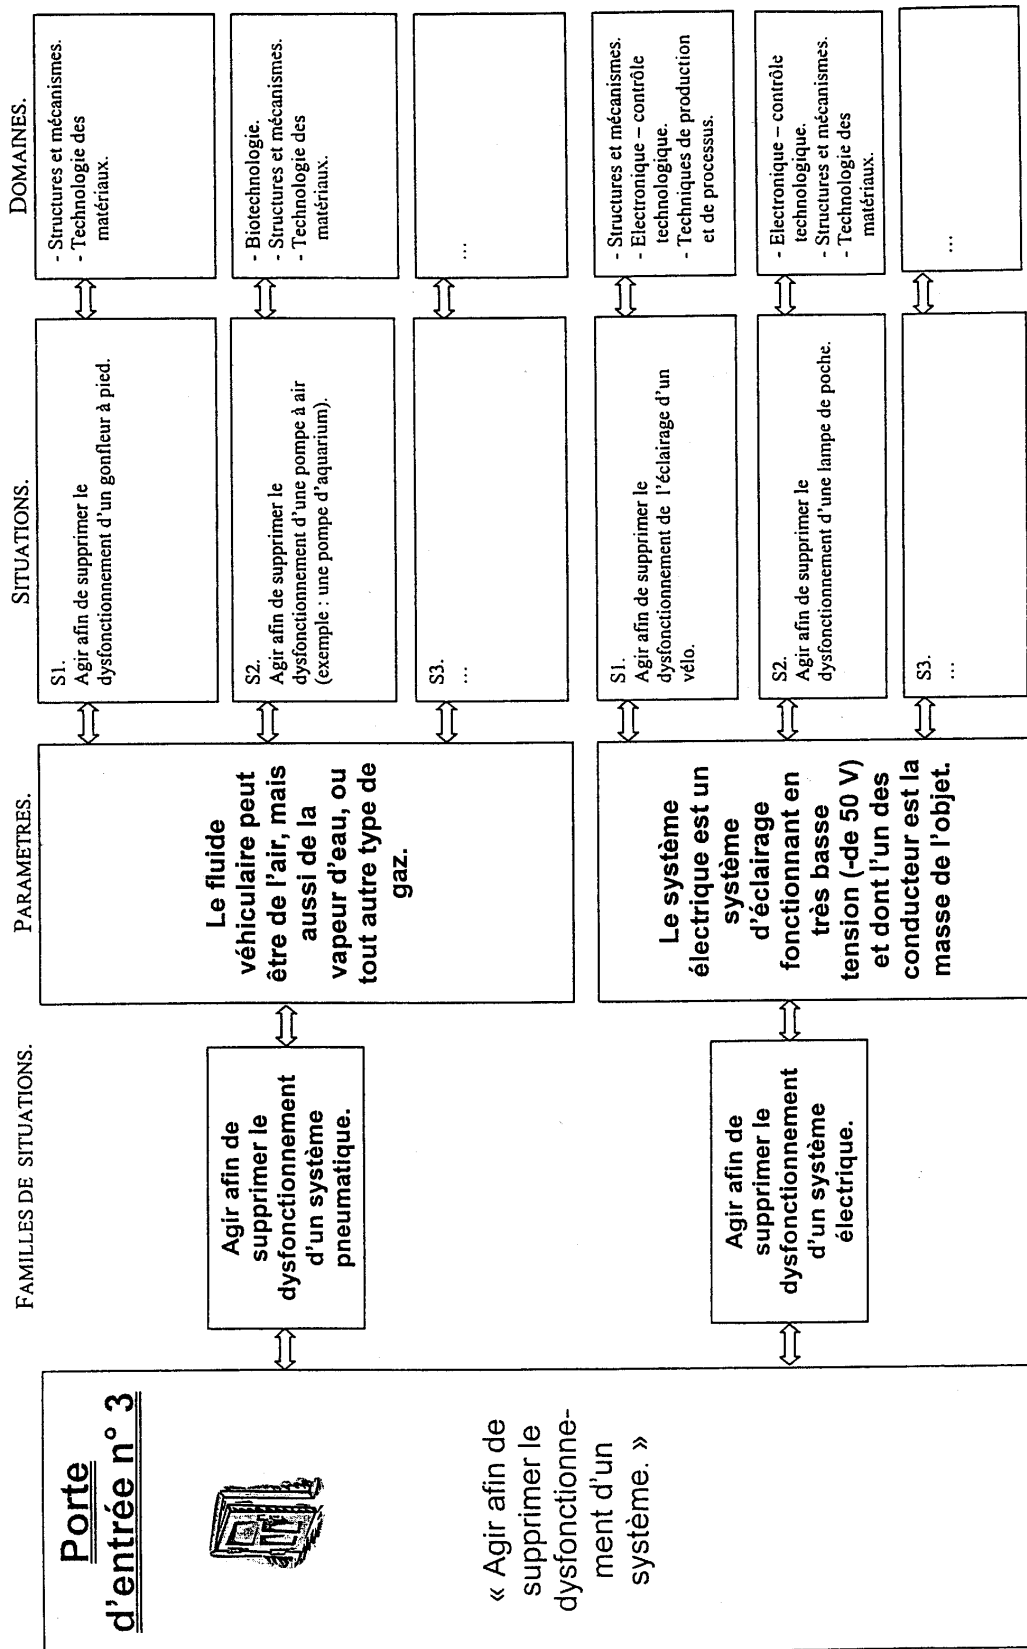 Porte
d'entrée n° 3
« Agir afin de
supprimer le
dysfonctionne-
ment d'un
système. »
FAMILLES DE SITUATIONS.
Agir afin de
supprimer le
dysfonctionnement
d'un système
pneumatique.
Agir afin de
supprimer le
dysfonctionnement
d'un système
électrique.
PARAMETRES.
Le fluide
véhiculaire peut
être de l'air, mais
aussi de la
vapeur d'eau, ou
tout autre type de
gaz.
Le système
électrique est un
système
d'éclairage
fonctionnant en
très basse
tension (-de 50 V)
et dont l'un des
conducteur est la
masse de l'objet.
SITUATIONS.
S1.
Agir afin de supprimer le
dysfonctionnement d'un gonfleur à pied.
S2.
Agir afin de supprimer le
dysfonctionnement d'une pompe à air
(exemple : une pompe d'aquarium).
S3.
...
S1.
Agir afin de supprimer le
dysfonctionnement de l'éclairage d'un
vélo.
S2.
Agir afin de supprimer le
dysfonctionnement d'une lampe de poche.
S3.
...
DOMAINES.
- Structures et mécanismes.
- Technologie des
matériaux.
- Biotechnologie.
- Structures et mécanismes.
- Technologie des
matériaux.
...
- Structures et mécanismes.
- Electronique – contrôle
technologique.
- Techniques de production
et de processus.
- Electronique – contrôle
technologique.
- Structures et mécanismes.
- Technologie des
matériaux.
...